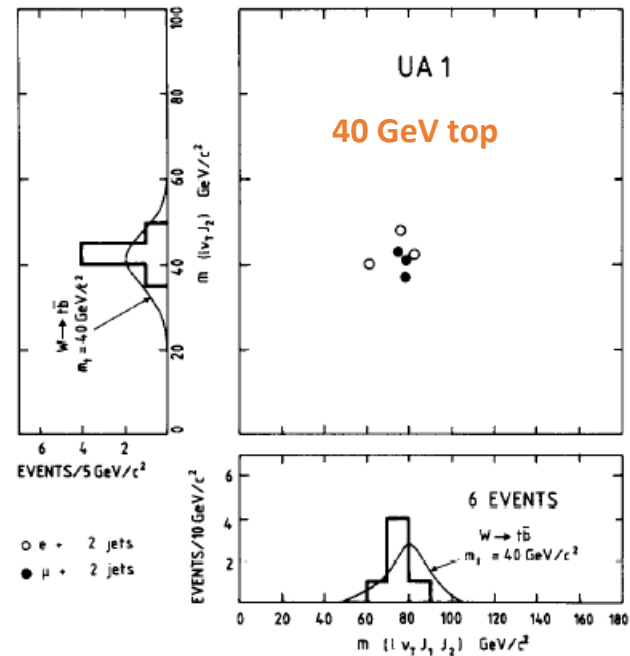 UA 1
40 GeV top
100
80
60
40
20
0
m (l ν_T J_2) GeV/c²
W → tb̄
m_t = 40 GeV/c²
6 4 2
EVENTS/5 GeV/c²
○ e + 2 jets
● μ + 2 jets
EVENTS/10 GeV/c²
6
4
2
6 EVENTS
W → tb̄
m_t = 40 GeV/c²
0 20 40 60 80 100 120 140 160 180
m (l ν_T J_1 J_2) GeV/c²